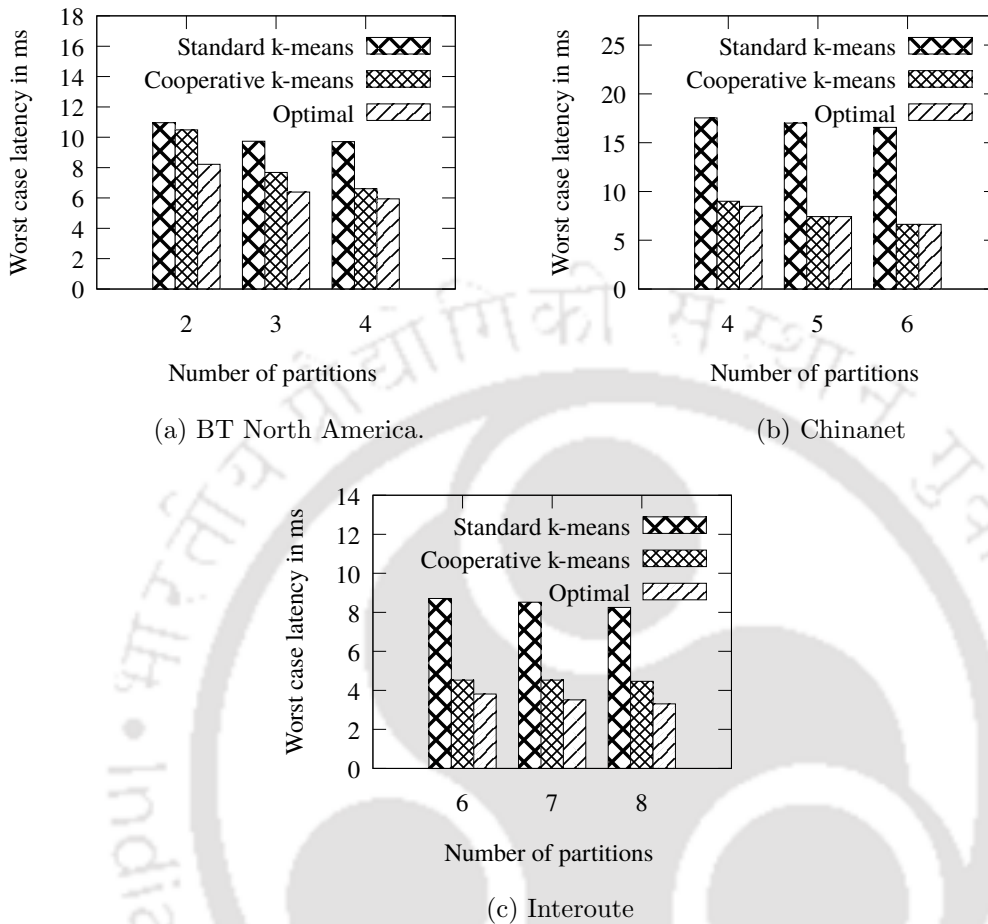 Worst case latency in ms
18
16
14
12
10
8
6
4
2
0
Standard k-means
Cooperative k-means
Optimal
2 3 4
Number of partitions
(a) BT North America.
Worst case latency in ms
25
20
15
10
5
0
Standard k-means
Cooperative k-means
Optimal
4 5 6
Number of partitions
(b) Chinanet
Worst case latency in ms
14
12
10
8
6
4
2
0
Standard k-means
Cooperative k-means
Optimal
6 7 8
Number of partitions
(c) Interoute
भारतीय प्रौद्योगिकी संस्थान
India